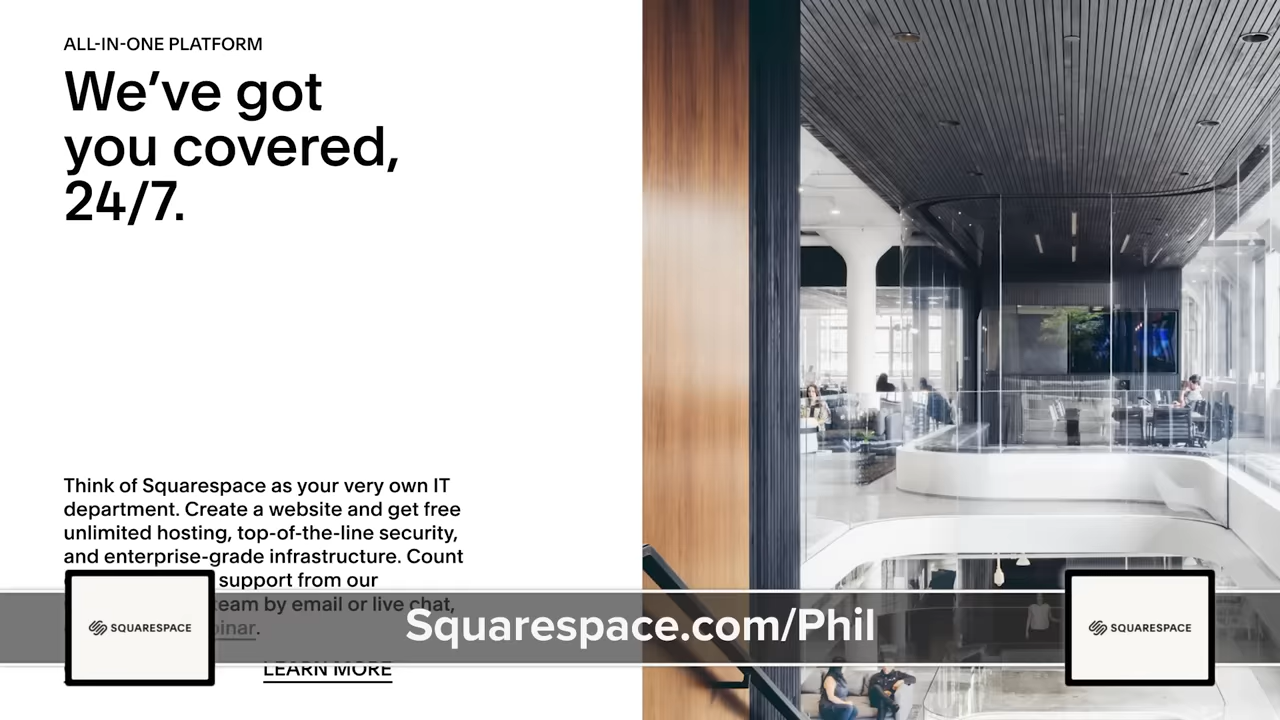 ALL-IN-ONE PLATFORM
We’ve got
you covered,
24/7.
Think of Squarespace as your very own IT
department. Create a website and get free
unlimited hosting, top-of-the-line security,
and enterprise-grade infrastructure. Count
support from our
team by email or live chat,
.
LEARN MORE
SQUARESPACE
Squarespace.com/Phil
SQUARESPACE